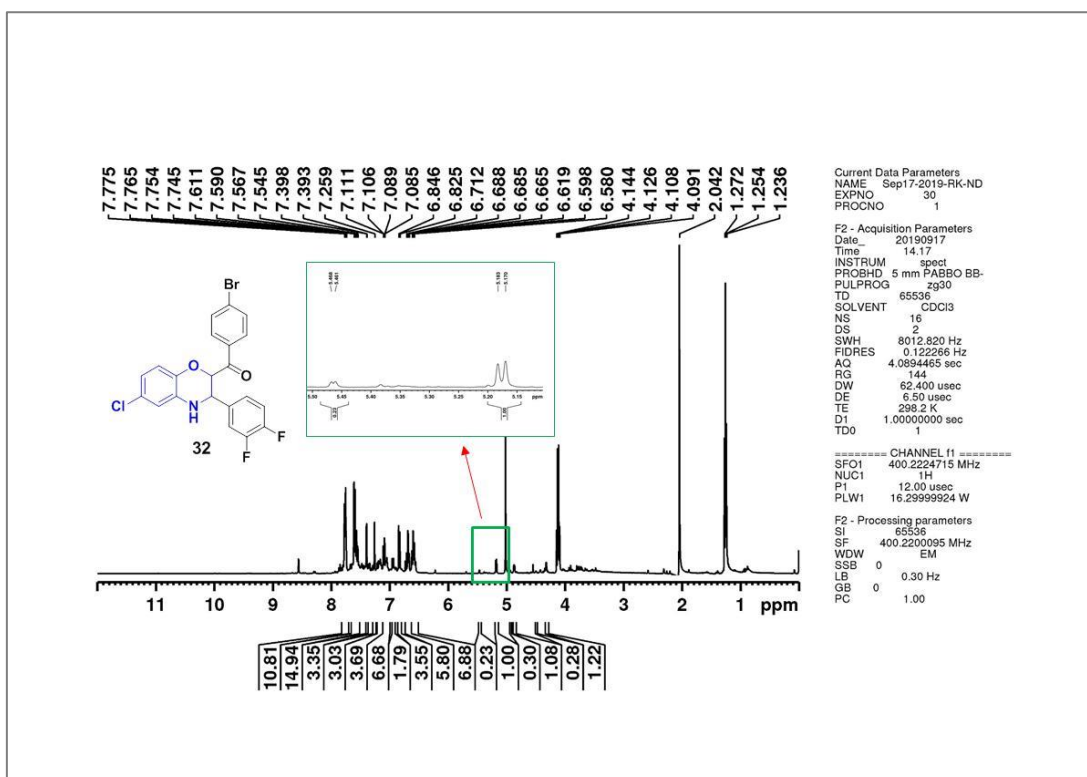 7.775
7.765
7.754
7.745
7.611
7.590
7.567
7.545
7.398
7.393
7.259
7.111
7.106
7.089
7.085
6.846
6.825
6.712
6.688
6.685
6.665
6.619
6.598
6.580
4.144
4.126
4.108
4.091
2.042
1.272
1.254
1.236
Current Data Parameters
NAME Sep17-2019-RK-ND
EXPNO 30
PROCNO 1
F2 - Acquisition Parameters
Date_ 20190917
Time 14.17
INSTRUM spect
PROBHD 5 mm PABBO BB-
PULPROG zg30
TD 65536
SOLVENT CDCl3
NS 16
DS 2
SWH 8012.820 Hz
FIDRES 0.122266 Hz
AQ 4.0894465 sec
RG 144
DW 62.400 usec
DE 6.50 usec
TE 298.2 K
D1 1.00000000 sec
TD0 1
======== CHANNEL f1 ========
SFO1 400.2224715 MHz
NUC1 1H
P1 12.00 usec
PLW1 16.29999924 W
F2 - Processing parameters
SI 65536
SF 400.2200095 MHz
WDW EM
SSB 0
LB 0.30 Hz
GB 0
PC 1.00
5.183
5.170
5.50 5.45 5.40 5.35 5.30 5.25 5.20 5.15 ppm
0.23
1.00
Br
O
O
Cl
N
H
F
F
32
11 10 9 8 7 6 5 4 3 2 1 ppm
10.81
14.94
3.35
3.03
3.69
6.68
1.79
3.55
5.80
6.88
0.23
1.00
0.30
1.08
0.28
1.22